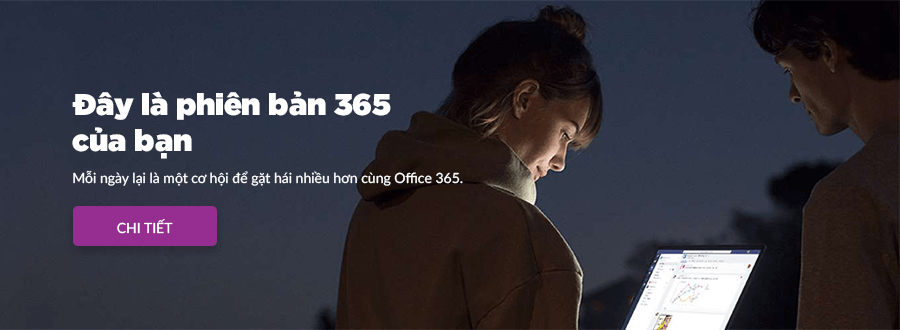 Đây là phiên bản 365
của bạn
Mỗi ngày lại là một cơ hội để gặt hái nhiều hơn cùng Office 365.
CHI TIẾT